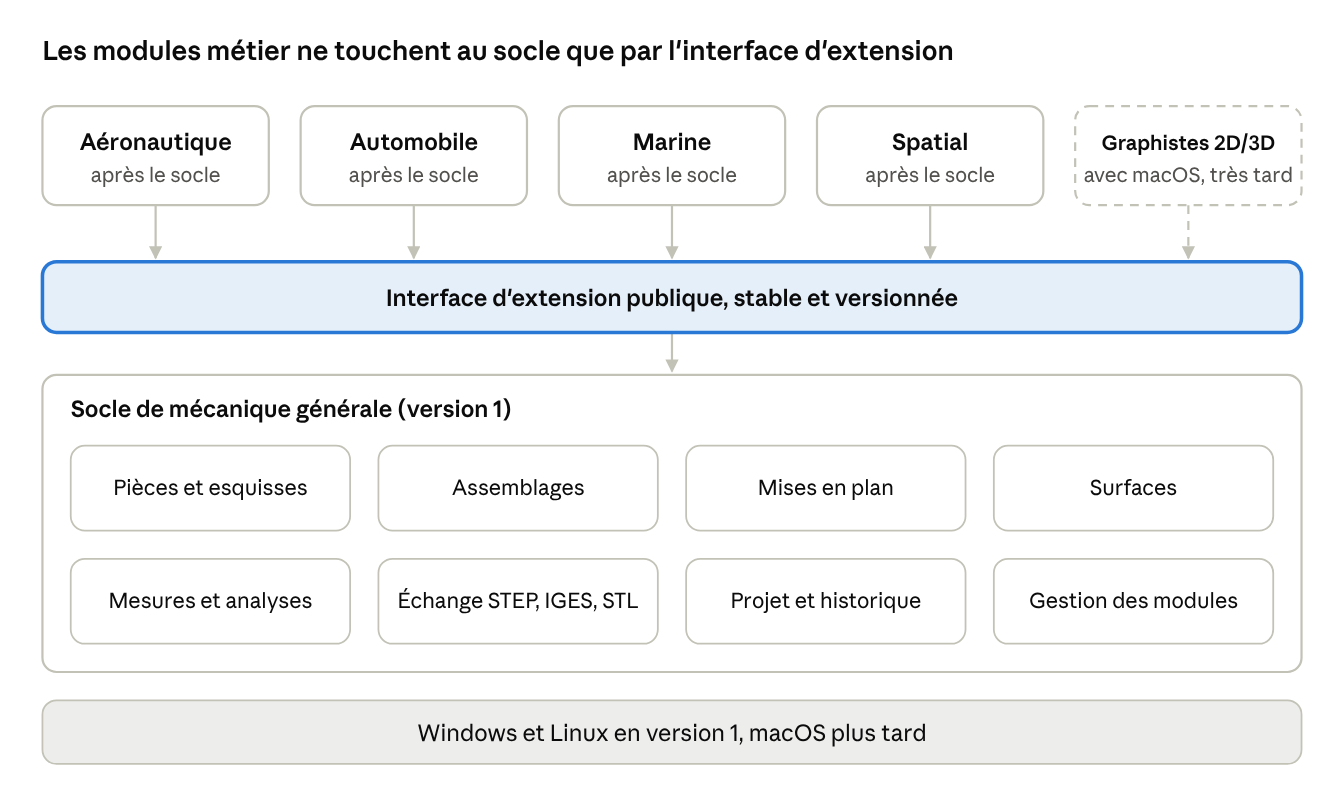 Les modules métier ne touchent au socle que par l'interface d'extension
Aéronautique
après le socle
Automobile
après le socle
Marine
après le socle
Spatial
après le socle
Graphistes 2D/3D
avec macOS, très tard
Interface d'extension publique, stable et versionnée
Socle de mécanique générale (version 1)
Pièces et esquisses
Assemblages
Mises en plan
Surfaces
Mesures et analyses
Échange STEP, IGES, STL
Projet et historique
Gestion des modules
Windows et Linux en version 1, macOS plus tard